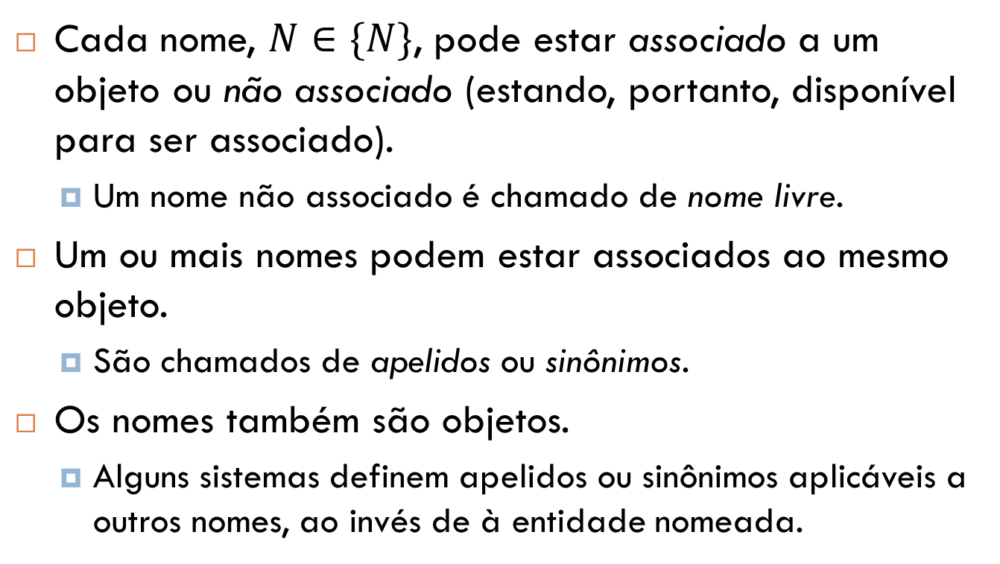 Cada nome, N ∈ {N}, pode estar associado a um
objeto ou não associado (estando, portanto, disponível
para ser associado).
Um nome não associado é chamado de nome livre.
Um ou mais nomes podem estar associados ao mesmo
objeto.
São chamados de apelidos ou sinônimos.
Os nomes também são objetos.
Alguns sistemas definem apelidos ou sinônimos aplicáveis a
outros nomes, ao invés de à entidade nomeada.